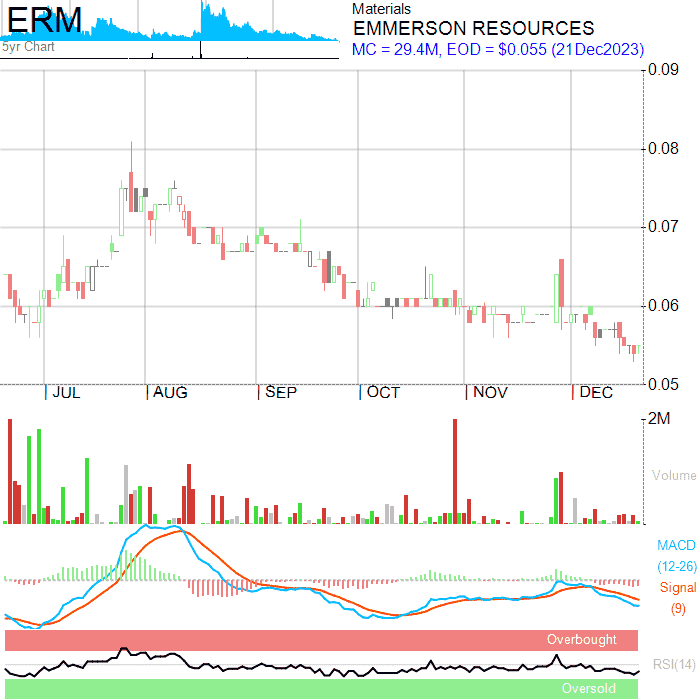 ERM
5yr Chart
Materials
EMMERSON RESOURCES
MC = 29.4M, EOD = $0.055 (21Dec2023)
0.09
0.08
0.07
0.06
0.05
JUL AUG SEP OCT NOV DEC
2M
Volume
MACD
(12-26)
Signal
(9)
Overbought
RSI(14)
Oversold